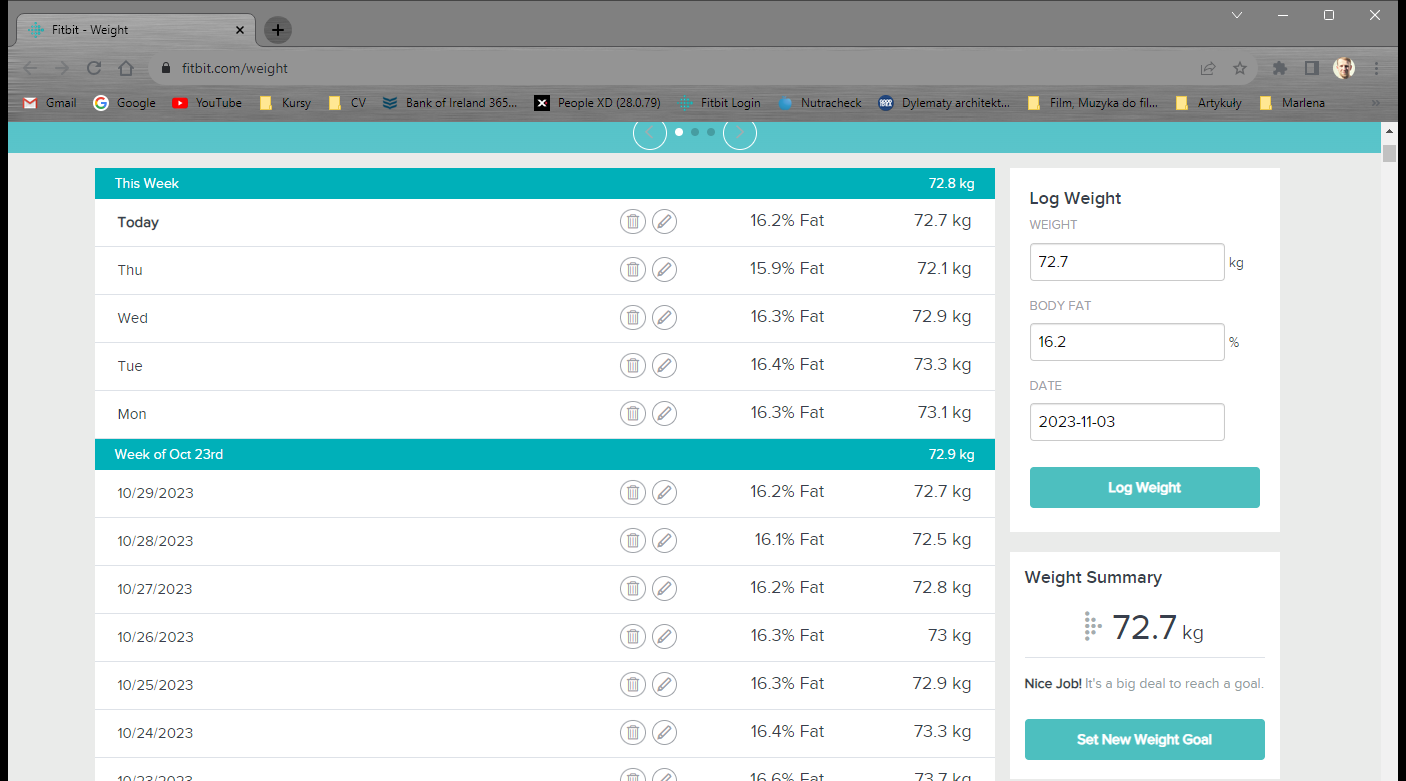 Fitbit - Weight
fitbit.com/weight
Gmail Google YouTube Kursy CV Bank of Ireland 365... People XD (28.0.79) Fitbit Login Nutracheck Dylematy architekt... Film, Muzyka do fil... Artykuły Marlena
This Week 72.8 kg
Today 16.2% Fat 72.7 kg
Thu 15.9% Fat 72.1 kg
Wed 16.3% Fat 72.9 kg
Tue 16.4% Fat 73.3 kg
Mon 16.3% Fat 73.1 kg
Week of Oct 23rd 72.9 kg
10/29/2023 16.2% Fat 72.7 kg
10/28/2023 16.1% Fat 72.5 kg
10/27/2023 16.2% Fat 72.8 kg
10/26/2023 16.3% Fat 73 kg
10/25/2023 16.3% Fat 72.9 kg
10/24/2023 16.4% Fat 73.3 kg
10/23/2023 16.6% Fat 73.7 kg
Log Weight
WEIGHT
72.7 kg
BODY FAT
16.2 %
DATE
2023-11-03
Log Weight
Weight Summary
72.7 kg
Nice Job! It's a big deal to reach a goal.
Set New Weight Goal